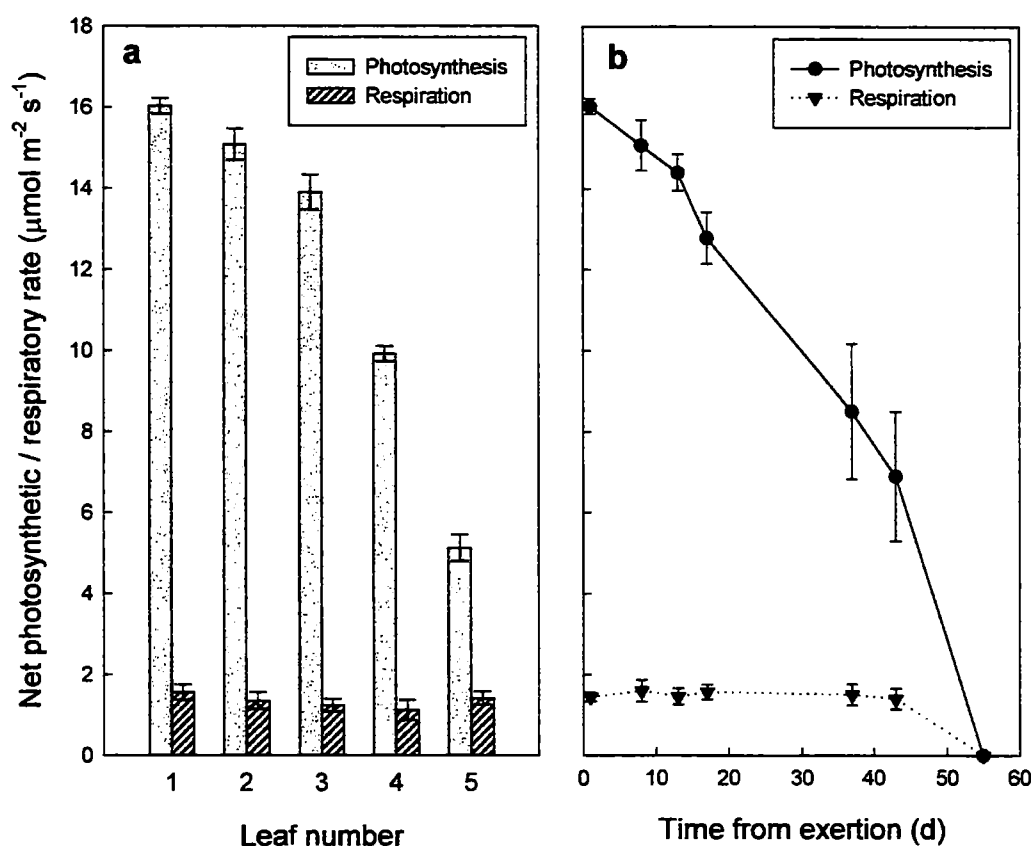 Net photosynthetic / respiratory rate (µmol m⁻² s⁻¹)
18
16
14
12
10
8
6
4
2
0
a
Photosynthesis
Respiration
1 2 3 4 5
Leaf number
b
Photosynthesis
Respiration
0 10 20 30 40 50 60
Time from exertion (d)